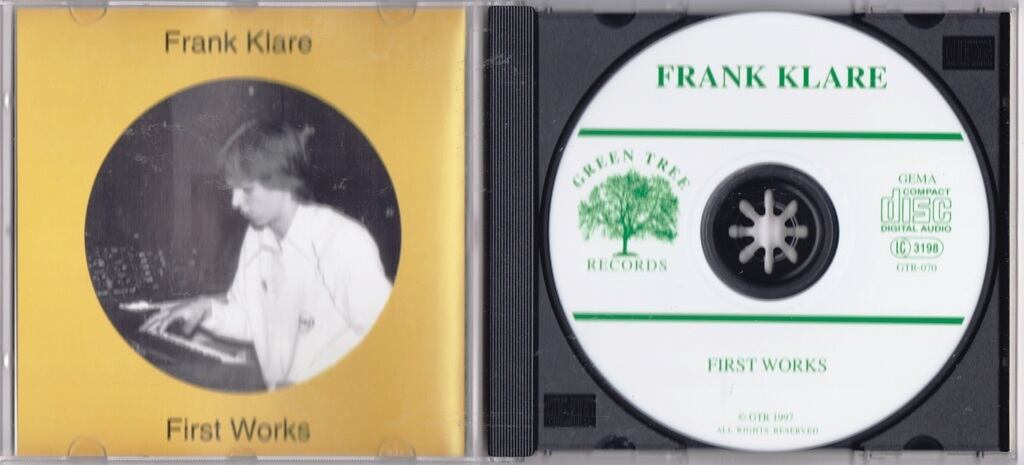 Frank Klare
First Works
FRANK KLARE
GREEN TREE
RECORDS
GEMA
COMPACT
disc
DIGITAL AUDIO
LC 3198
GTR-070
FIRST WORKS
© GTR 1997
ALL RIGHTS RESERVED